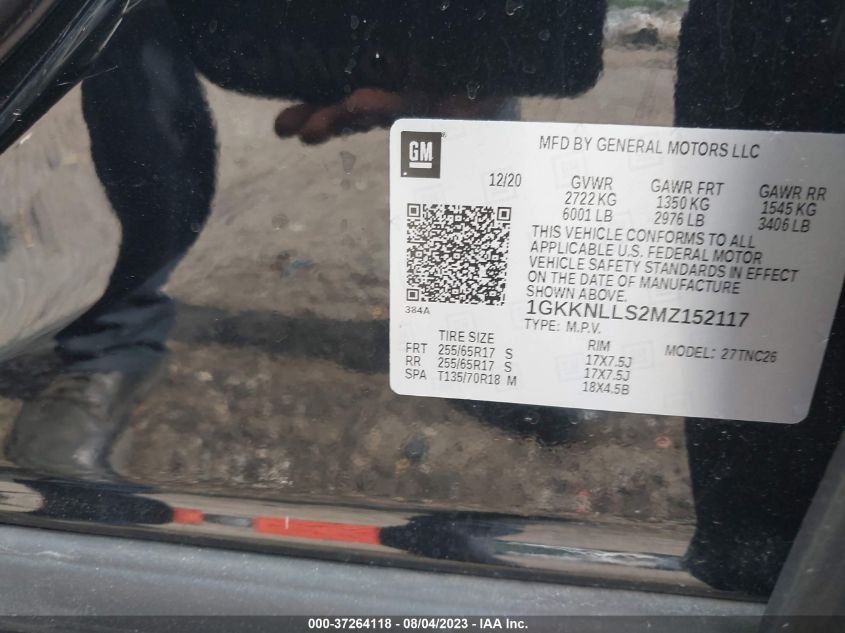 GM ®
MFD BY GENERAL MOTORS LLC
12/20 GVWR GAWR FRT GAWR RR
2722 KG 1350 KG 1545 KG
6001 LB 2976 LB 3406 LB
THIS VEHICLE CONFORMS TO ALL
APPLICABLE U.S. FEDERAL MOTOR
VEHICLE SAFETY STANDARDS IN EFFECT
ON THE DATE OF MANUFACTURE
SHOWN ABOVE.
384A
1GKKNLLS2MZ152117
TYPE: M.P.V.
TIRE SIZE RIM MODEL: 27TNC26
FRT 255/65R17 S 17X7.5J
RR 255/65R17 S 17X7.5J
SPA T135/70R18 M 18X4.5B
000-37264118 - 08/04/2023 - IAA Inc.